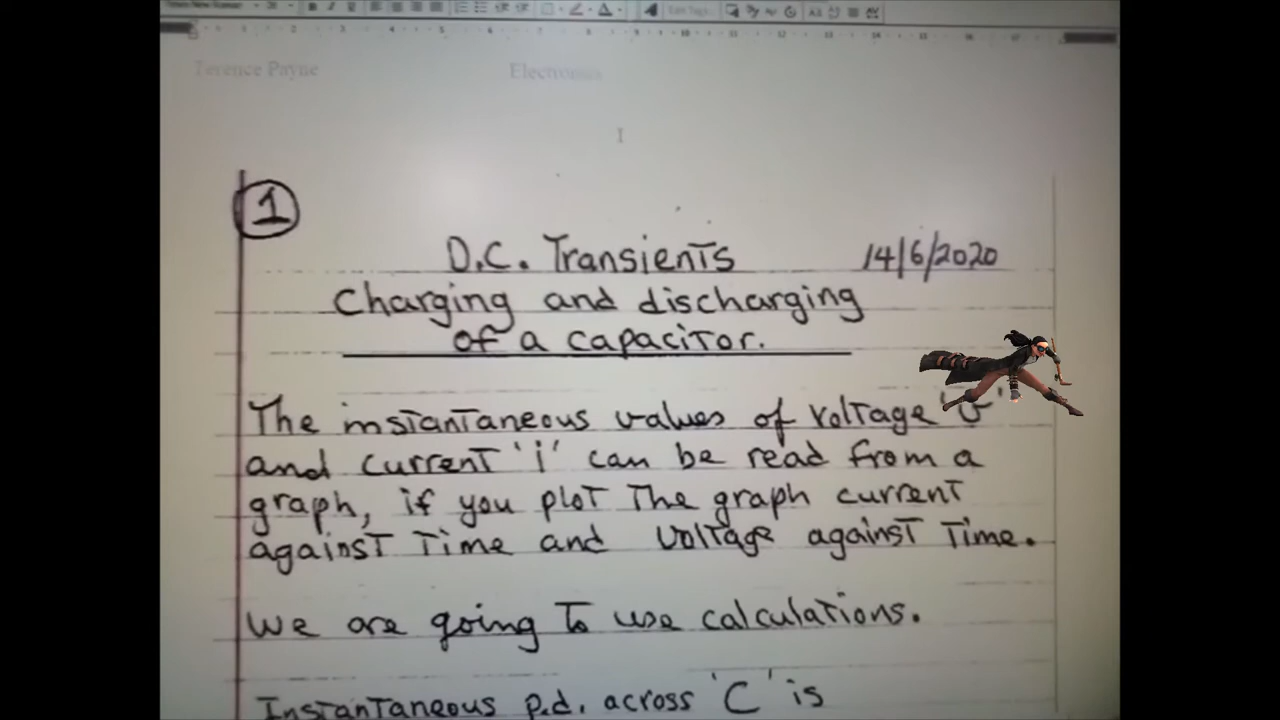 Terence Payne Electronics
1
D.C. Transients 14/6/2020
Charging and discharging
of a capacitor.
The instantaneous values of voltage 'v'
and current 'i' can be read from a
graph, if you plot the graph current
against time and voltage against time.
We are going to use calculations.
Instantaneous p.d. across 'C' is